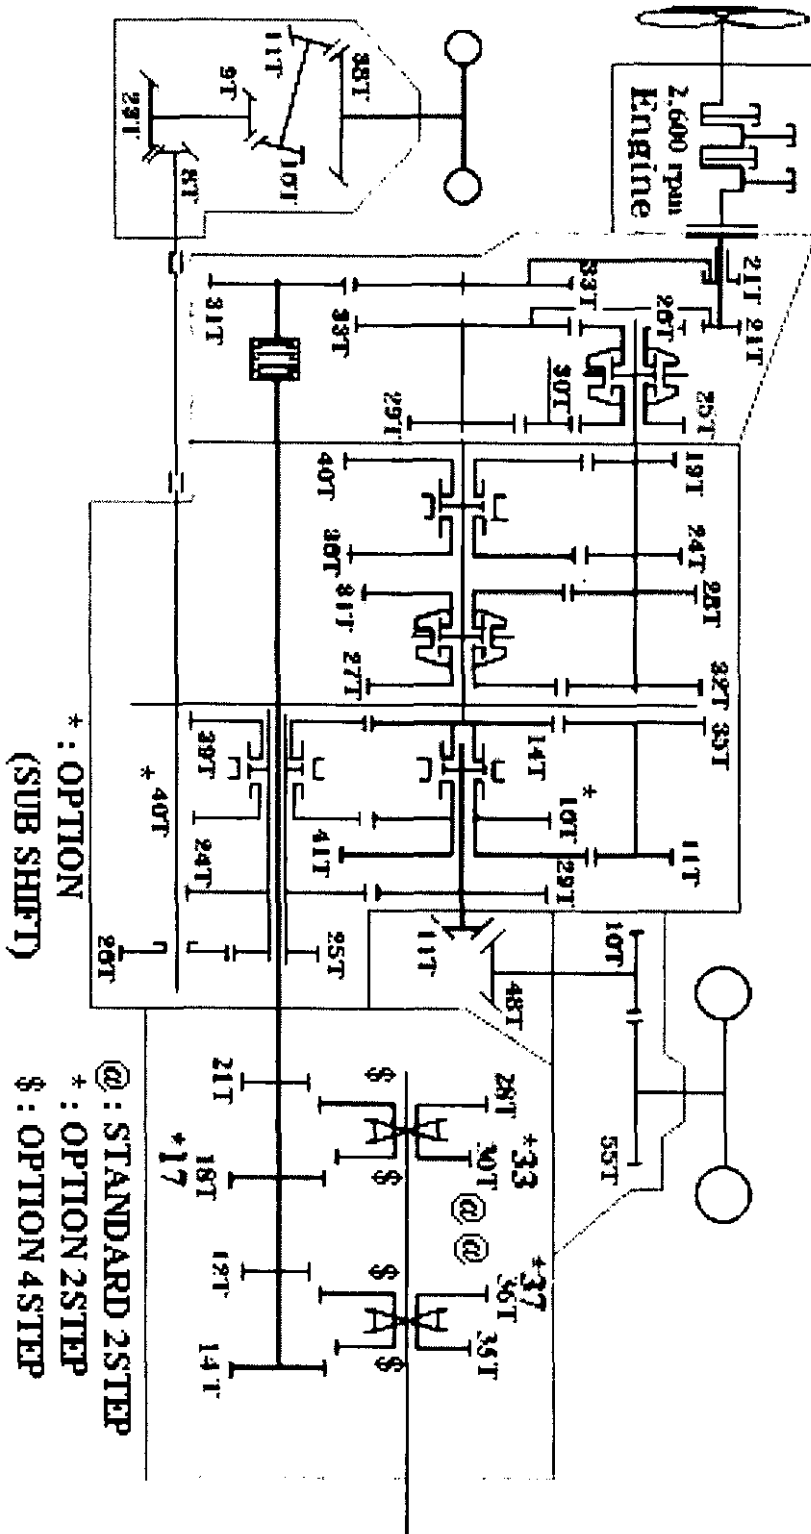 2,600 rpm
Engine
21T
21T
33T
26T
31T
33T
30T
25T
29T
40T
19T
36T
24T
31T
28T
27T
32T
35T
39T
14T
* 40T
*
16T
24T
41T
29T
11T
26T
25T
11T
48T
10T
55T
38T
11T
9T
16T
23T
8T
21T
$
28T
*33
30T
$
18T
*17
@ @
12T
$
36T
*37
35T
$
14T
* : OPTION
(SUB SHIFT)
@ : STANDARD 2STEP
* : OPTION 2STEP
$ : OPTION 4STEP